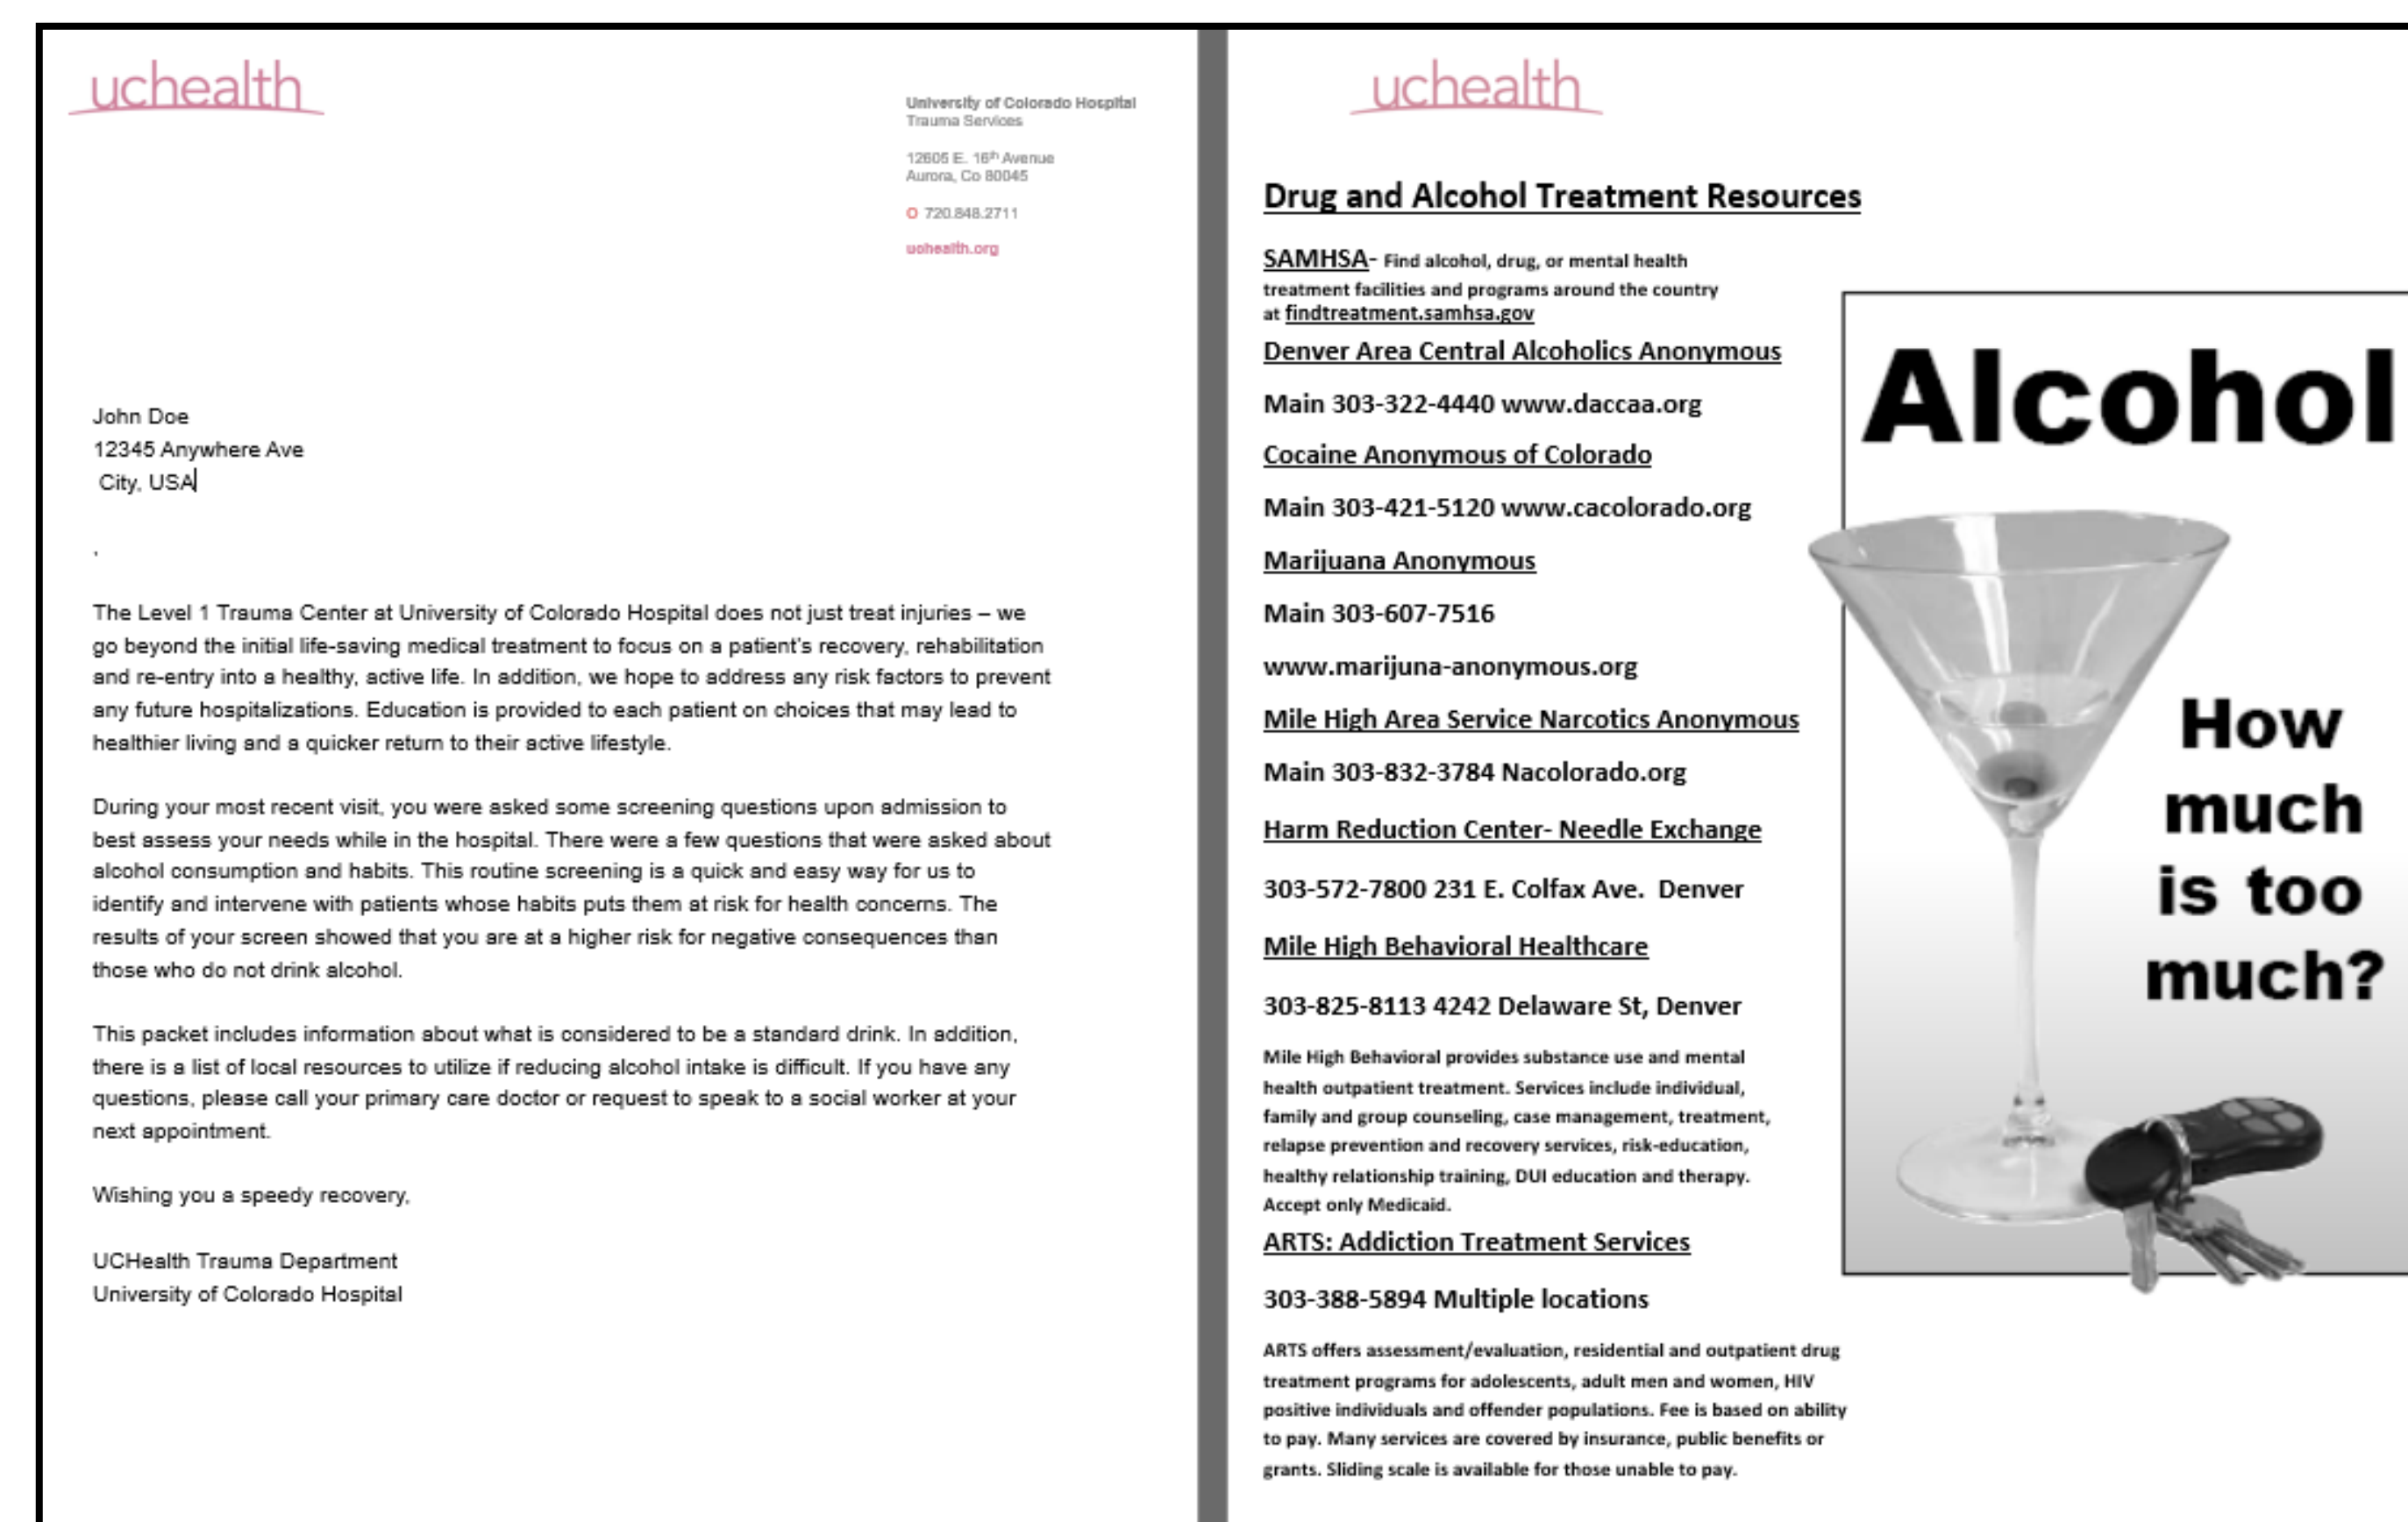 uchealth
University of Colorado Hospital
Trauma Services
12605 E. 16th Avenue
Aurora, Co 80045
O 720.848.2711
uchealth.org
John Doe
12345 Anywhere Ave
City, USA
,
The Level 1 Trauma Center at University of Colorado Hospital does not just treat injuries – we
go beyond the initial life-saving medical treatment to focus on a patient's recovery, rehabilitation
and re-entry into a healthy, active life. In addition, we hope to address any risk factors to prevent
any future hospitalizations. Education is provided to each patient on choices that may lead to
healthier living and a quicker return to their active lifestyle.
During your most recent visit, you were asked some screening questions upon admission to
best assess your needs while in the hospital. There were a few questions that were asked about
alcohol consumption and habits. This routine screening is a quick and easy way for us to
identify and intervene with patients whose habits puts them at risk for health concerns. The
results of your screen showed that you are at a higher risk for negative consequences than
those who do not drink alcohol.
This packet includes information about what is considered to be a standard drink. In addition,
there is a list of local resources to utilize if reducing alcohol intake is difficult. If you have any
questions, please call your primary care doctor or request to speak to a social worker at your
next appointment.
Wishing you a speedy recovery,
UCHealth Trauma Department
University of Colorado Hospital
uchealth
Drug and Alcohol Treatment Resources
SAMHSA- Find alcohol, drug, or mental health
treatment facilities and programs around the country
at findtreatment.samhsa.gov
Denver Area Central Alcoholics Anonymous
Main 303-322-4440 www.daccaa.org
Cocaine Anonymous of Colorado
Main 303-421-5120 www.cacolorado.org
Marijuana Anonymous
Main 303-607-7516
www.marijuna-anonymous.org
Mile High Area Service Narcotics Anonymous
Main 303-832-3784 Nacolorado.org
Harm Reduction Center- Needle Exchange
303-572-7800 231 E. Colfax Ave.  Denver
Mile High Behavioral Healthcare
303-825-8113 4242 Delaware St, Denver
Mile High Behavioral provides substance use and mental
health outpatient treatment. Services include individual,
family and group counseling, case management, treatment,
relapse prevention and recovery services, risk-education,
healthy relationship training, DUI education and therapy.
Accept only Medicaid.
ARTS: Addiction Treatment Services
303-388-5894 Multiple locations
ARTS offers assessment/evaluation, residential and outpatient drug
treatment programs for adolescents, adult men and women, HIV
positive individuals and offender populations. Fee is based on ability
to pay. Many services are covered by insurance, public benefits or
grants. Sliding scale is available for those unable to pay.
Alcohol
How
much
is too
much?